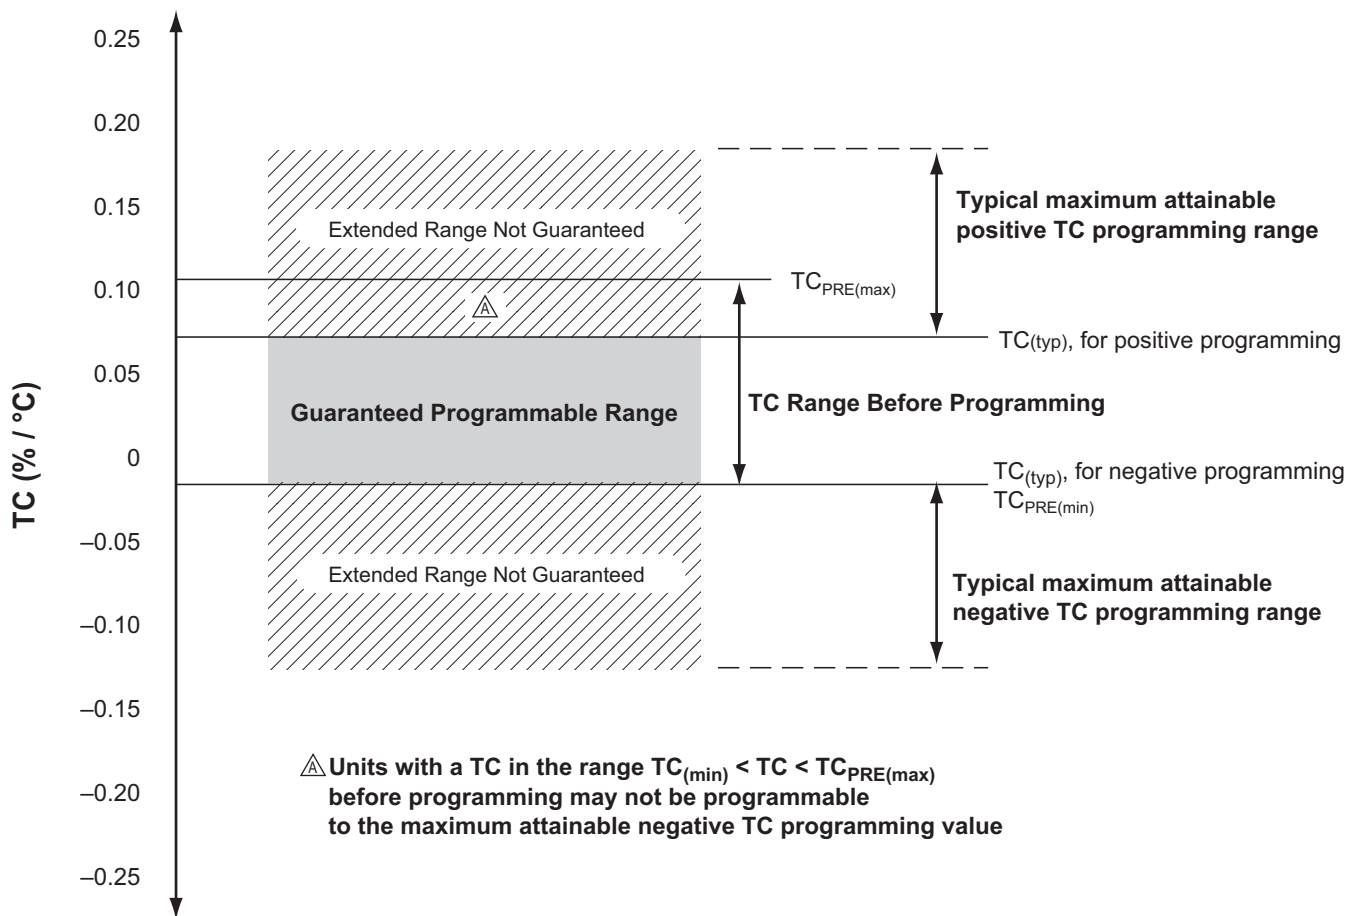 TC (% / °C)
0.25
0.20
0.15
0.10
0.05
0
–0.05
–0.10
–0.15
–0.20
–0.25
Extended Range Not Guaranteed
A
Guaranteed Programmable Range
Extended Range Not Guaranteed
Typical maximum attainable
positive TC programming range
TCPRE(max)
TC(typ), for positive programming
TC Range Before Programming
TC(typ), for negative programming
TCPRE(min)
Typical maximum attainable
negative TC programming range
A Units with a TC in the range TC(min) < TC < TCPRE(max)
before programming may not be programmable
to the maximum attainable negative TC programming value